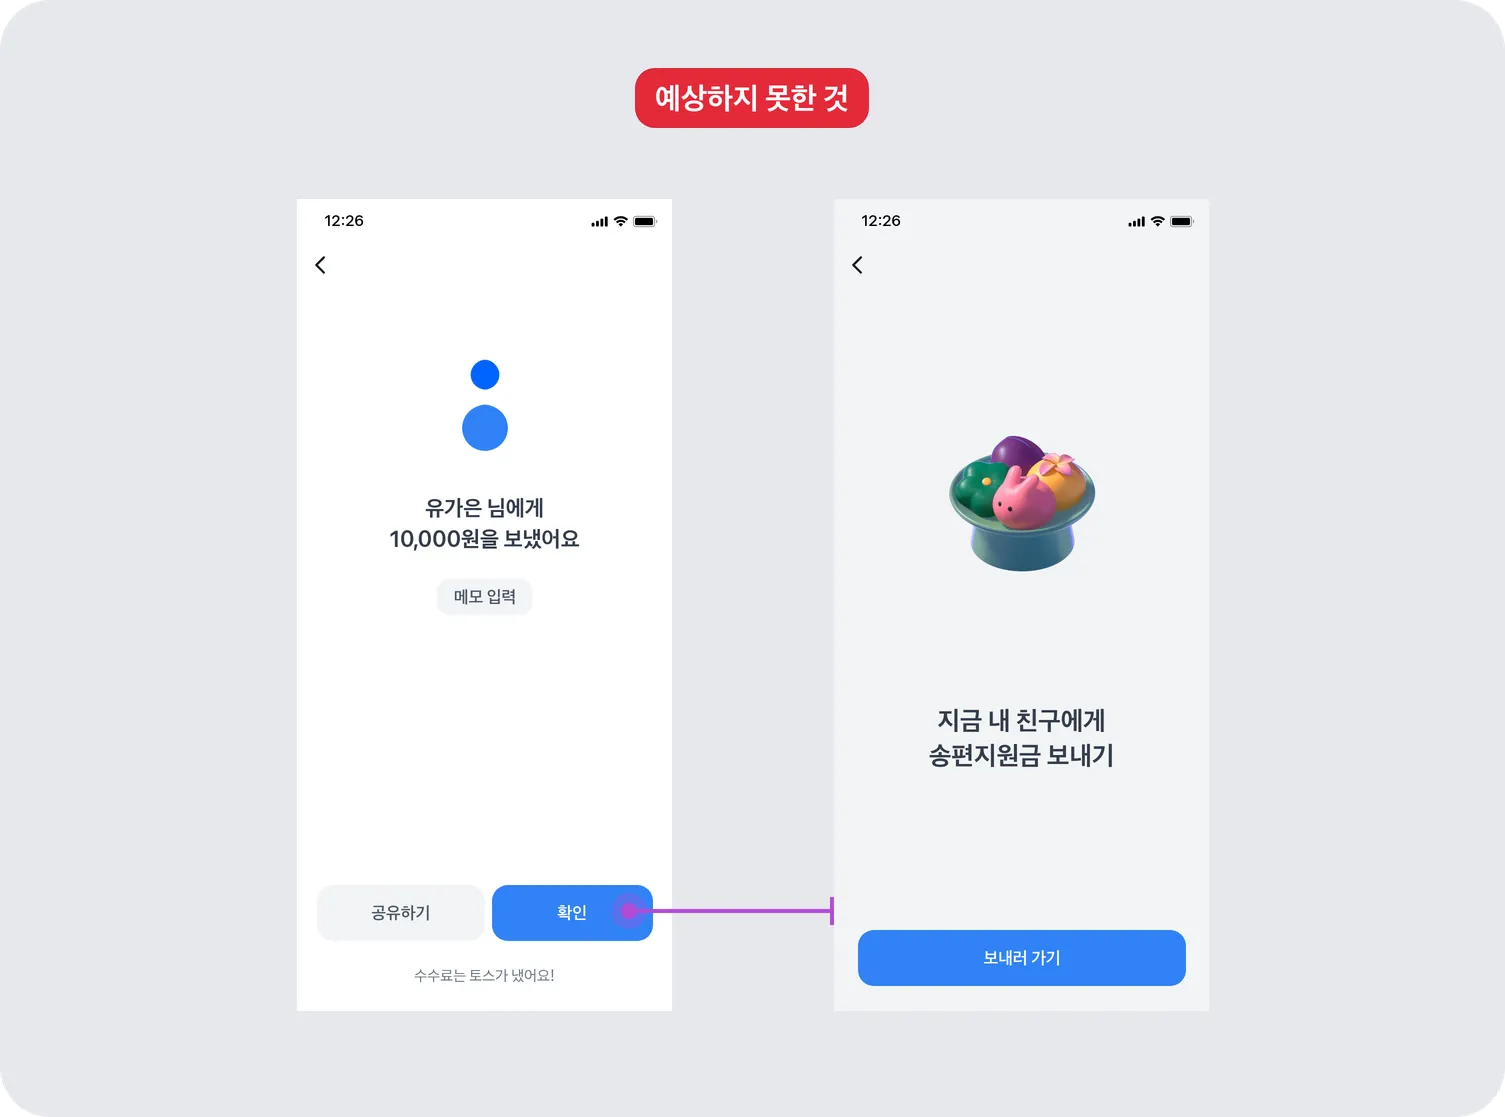 예상하지 못한 것
12:26
유가은 님에게
10,000원을 보냈어요
메모 입력
공유하기
확인
수수료는 토스가 냈어요!
12:26
지금 내 친구에게
송편지원금 보내기
보내러 가기